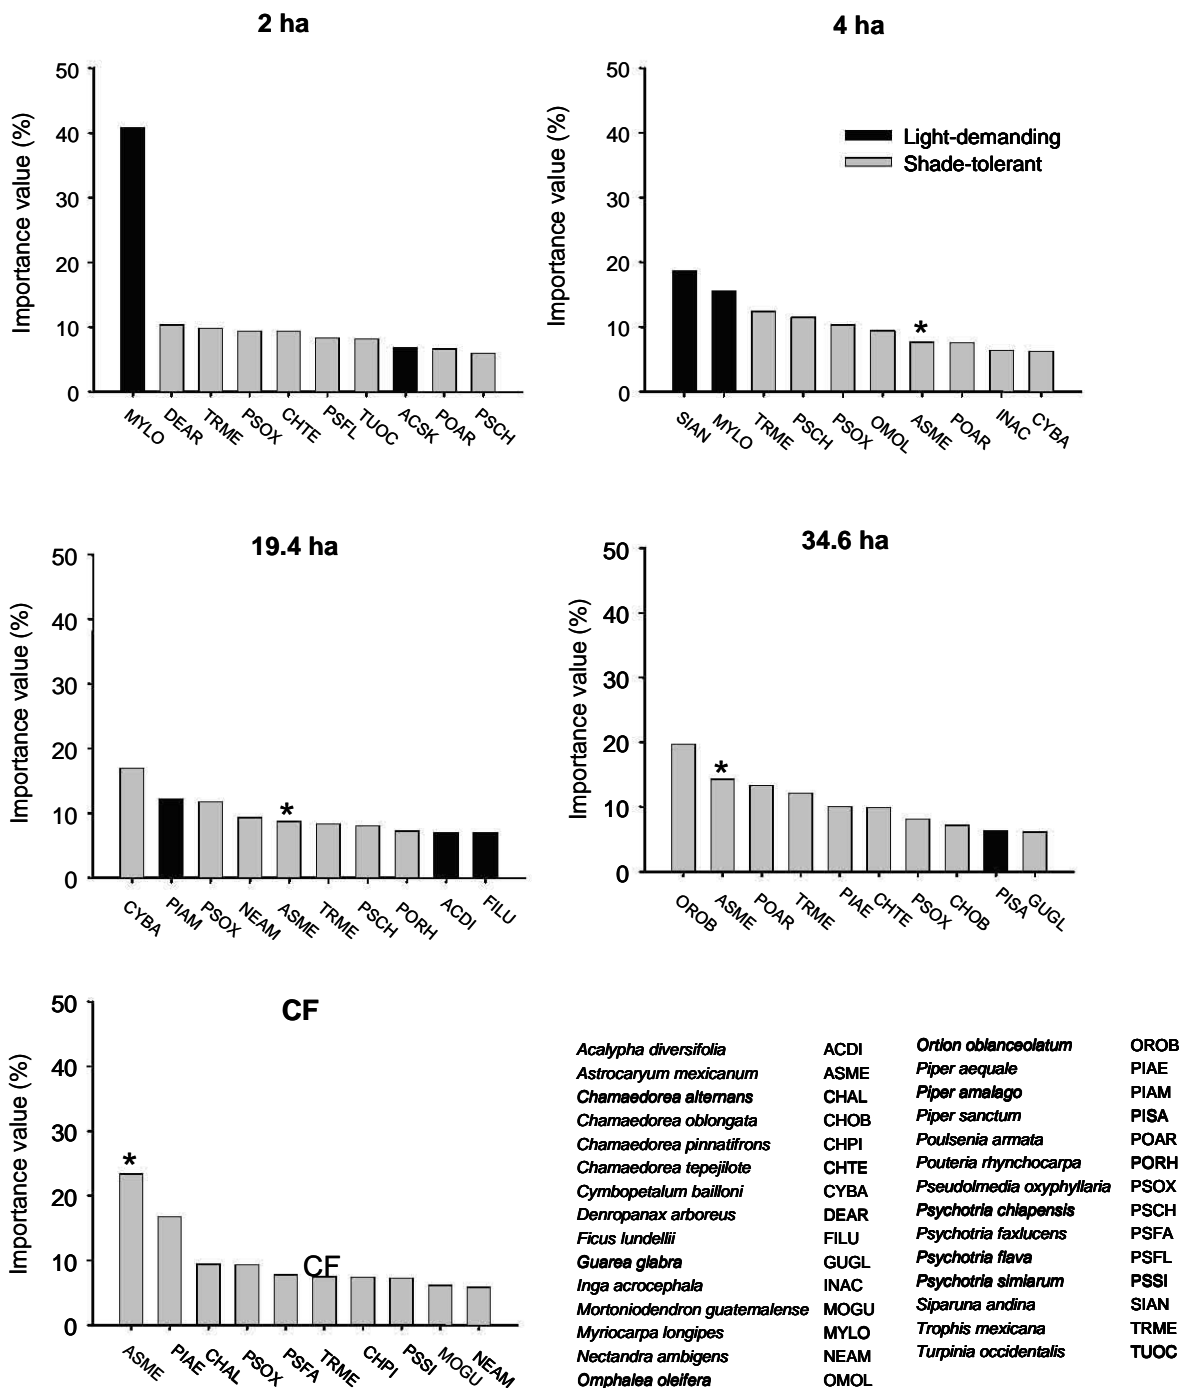 2 ha
4 ha
Importance value (%)
50
40
30
20
10
0
MYLO DEAR TRME PSOX CHTE PSFL TUOC ACSK POAR PSCH
Importance value (%)
50
40
30
20
10
0
Light-demanding
Shade-tolerant
*
SIAN MYLO TRME PSCH PSOX OMOL ASME POAR INAC CYBA
19.4 ha
34.6 ha
Importance value (%)
50
40
30
20
10
0
*
CYBA PIAM PSOX NEAM ASME TRME PSCH PORH ACDI FILU
Importance value (%)
50
40
30
20
10
0
*
OROB ASME POAR TRME PIAE CHTE PSOX CHOB PISA GUGL
CF
Importance value (%)
50
40
30
20
10
0
*
CF
ASME PIAE CHAL PSOX PSFA TRME CHPI PSSI MOGU NEAM
Acalypha diversifolia ACDI
Astrocaryum mexicanum ASME
Chamaedorea alternans CHAL
Chamaedorea oblongata CHOB
Chamaedorea pinnatifrons CHPI
Chamaedorea tepejilote CHTE
Cymbopetalum bailloni CYBA
Denropanax arboreus DEAR
Ficus lundellii FILU
Guarea glabra GUGL
Inga acrocephala INAC
Mortoniodendron guatemalense MOGU
Myriocarpa longipes MYLO
Nectandra ambigens NEAM
Omphalea oleifera OMOL
Ortion oblanceolatum OROB
Piper aequale PIAE
Piper amalago PIAM
Piper sanctum PISA
Poulsenia armata POAR
Pouteria rhynchocarpa PORH
Pseudolmedia oxyphyllaria PSOX
Psychotria chiapensis PSCH
Psychotria faxlucens PSFA
Psychotria flava PSFL
Psychotria simiarum PSSI
Siparuna andina SIAN
Trophis mexicana TRME
Turpinia occidentalis TUOC